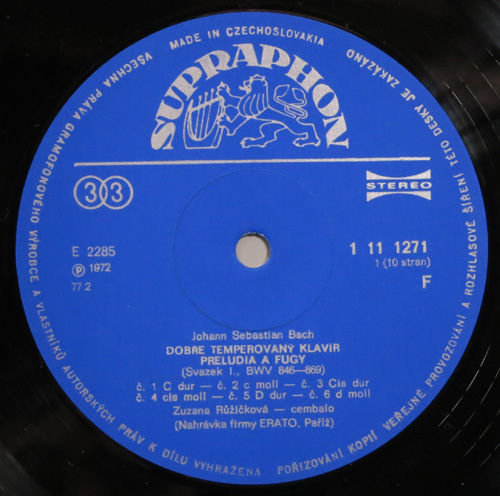 MADE IN CZECHOSLOVAKIA
VŠECHNA PRÁVA GRAMOFONOVÉHO VÝROBCE A VLASTNÍKŮ AUTORSKÝCH PRÁV K DÍLU VYHRAŽENA — POŘIZOVÁNÍ KOPIÍ VEŘEJNÉ PROVOZOVÁNÍ A ROZHLASOVÉ ŠÍŘENÍ TÉTO DESKY JE ZAKÁZÁNO
SUPRAPHON
33
STEREO
E 2285
1 11 1271
Ⓟ 1972
1 (10 stran)
77 2
F
Johann Sebastian Bach
DOBŘE TEMPEROVANÝ KLAVÍR
PRELUDIA A FUGY
(Svazek I., BWV 846—869)
č. 1 C dur — č. 2 c moll — č. 3 Cis dur
č. 4 cis moll — č. 5 D dur — č. 6 d moll
Zuzana Růžičková — cembalo
(Nahrávka firmy ERATO, Paříž)